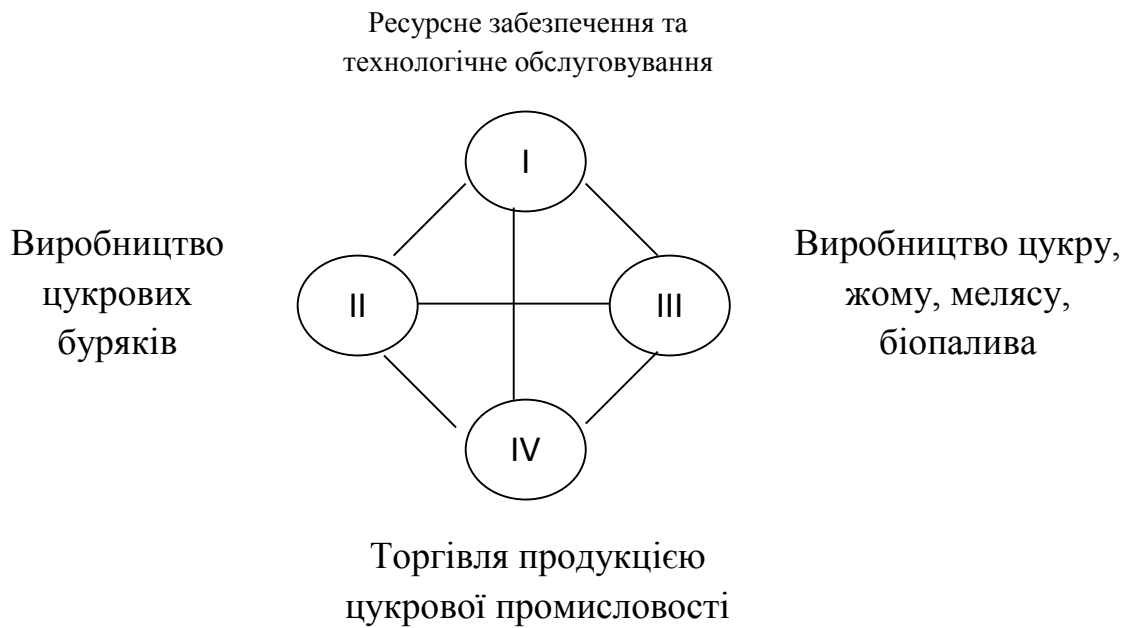 Ресурсне забезпечення та
технологічне обслуговування
I
Виробництво
цукрових
буряків
II
III
Виробництво цукру,
жому, мелясу,
біопалива
IV
Торгівля продукцією
цукрової промисловості